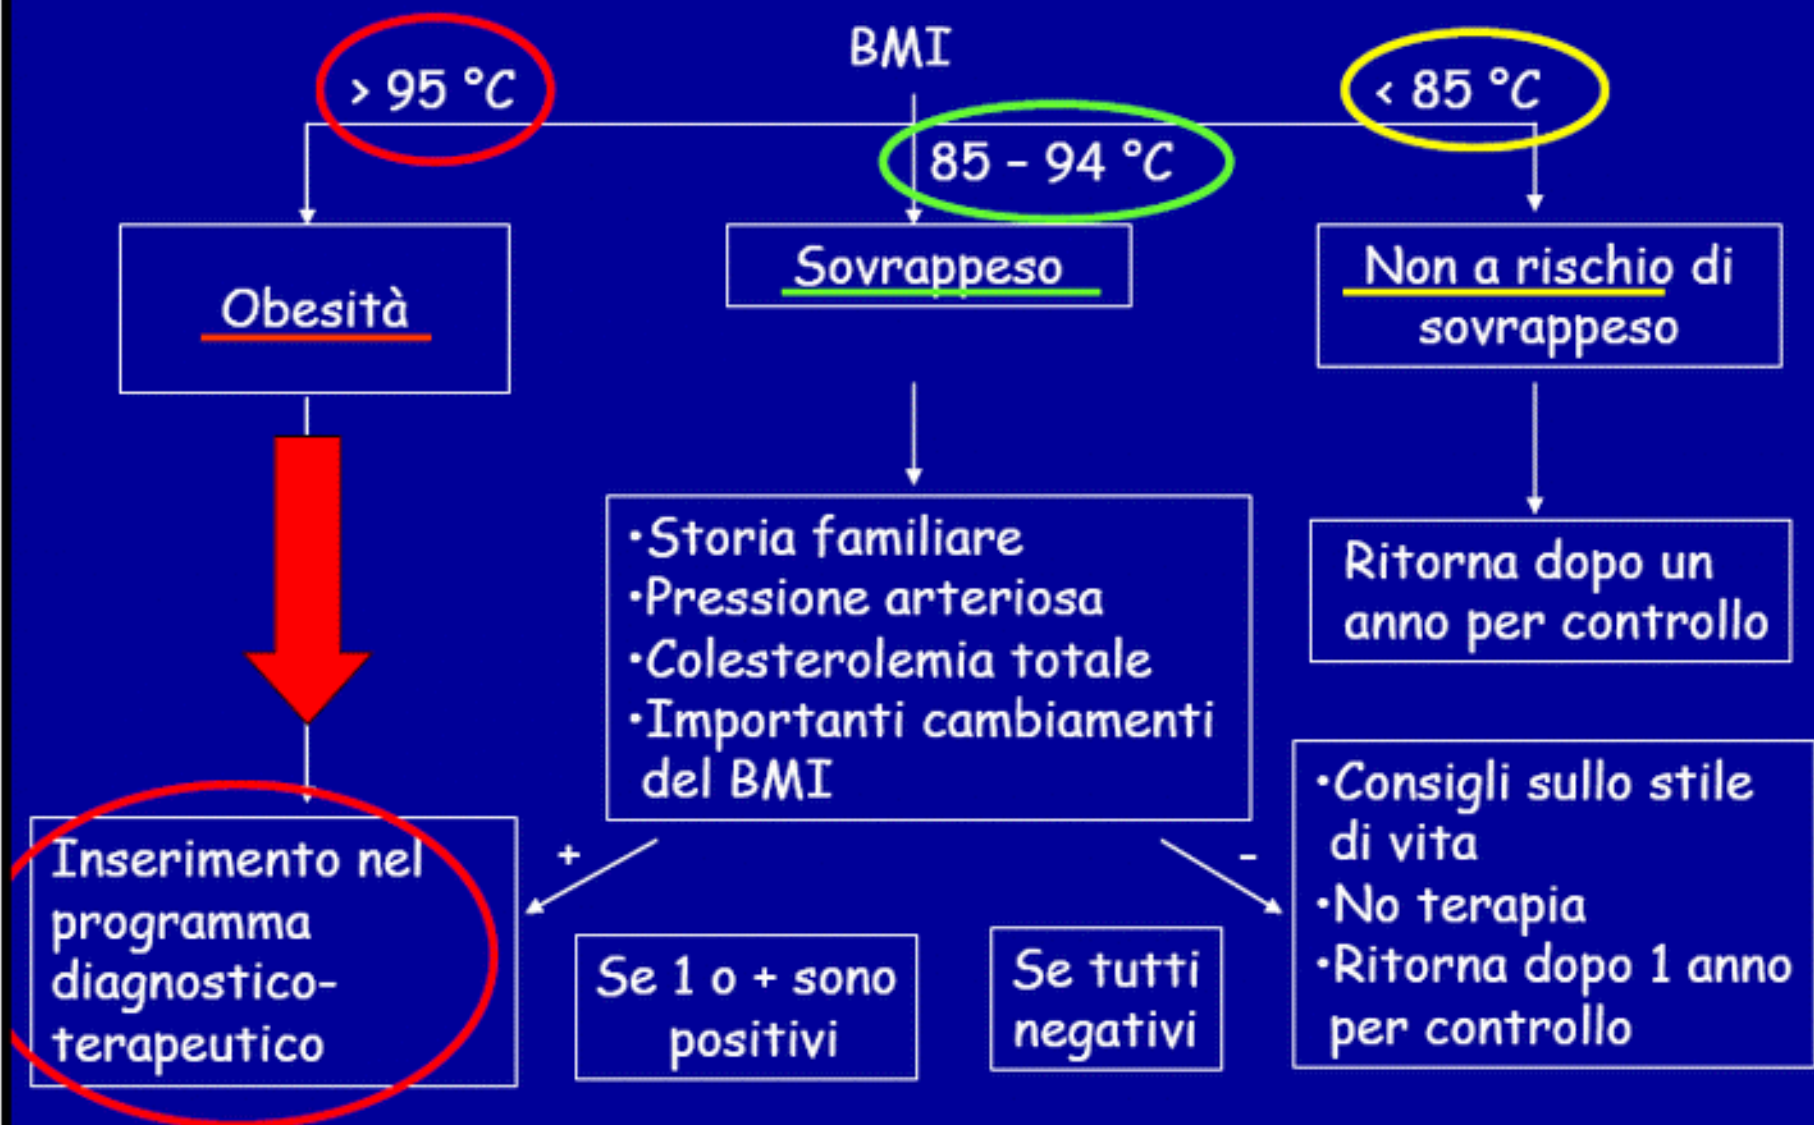 BMI
> 95 °C
85 – 94 °C
< 85 °C
Obesità
Sovrappeso
Non a rischio di
sovrappeso
•Storia familiare
•Pressione arteriosa
•Colesterolemia totale
•Importanti cambiamenti
del BMI
Ritorna dopo un
anno per controllo
+
-
Inserimento nel
programma
diagnostico-
terapeutico
Se 1 o + sono
positivi
Se tutti
negativi
•Consigli sullo stile
di vita
•No terapia
•Ritorna dopo 1 anno
per controllo